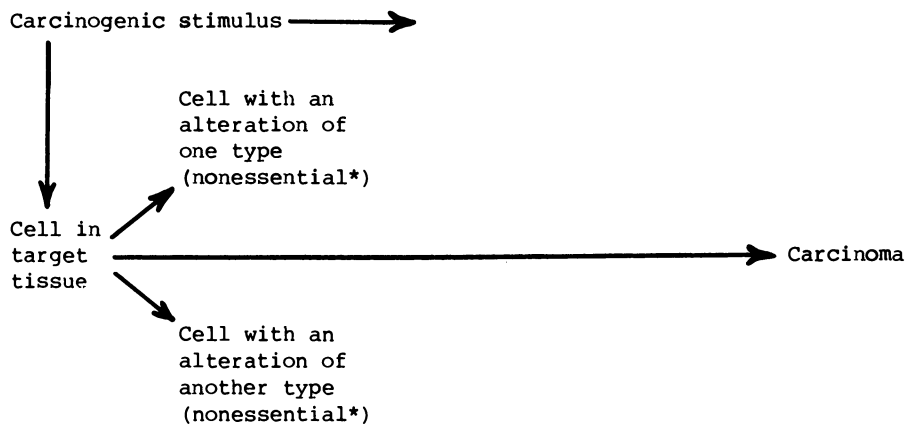 Carcinogenic stimulus
Cell with an
alteration of
one type
(nonessential*)
Cell in
target
tissue
Carcinoma
Cell with an
alteration of
another type
(nonessential*)